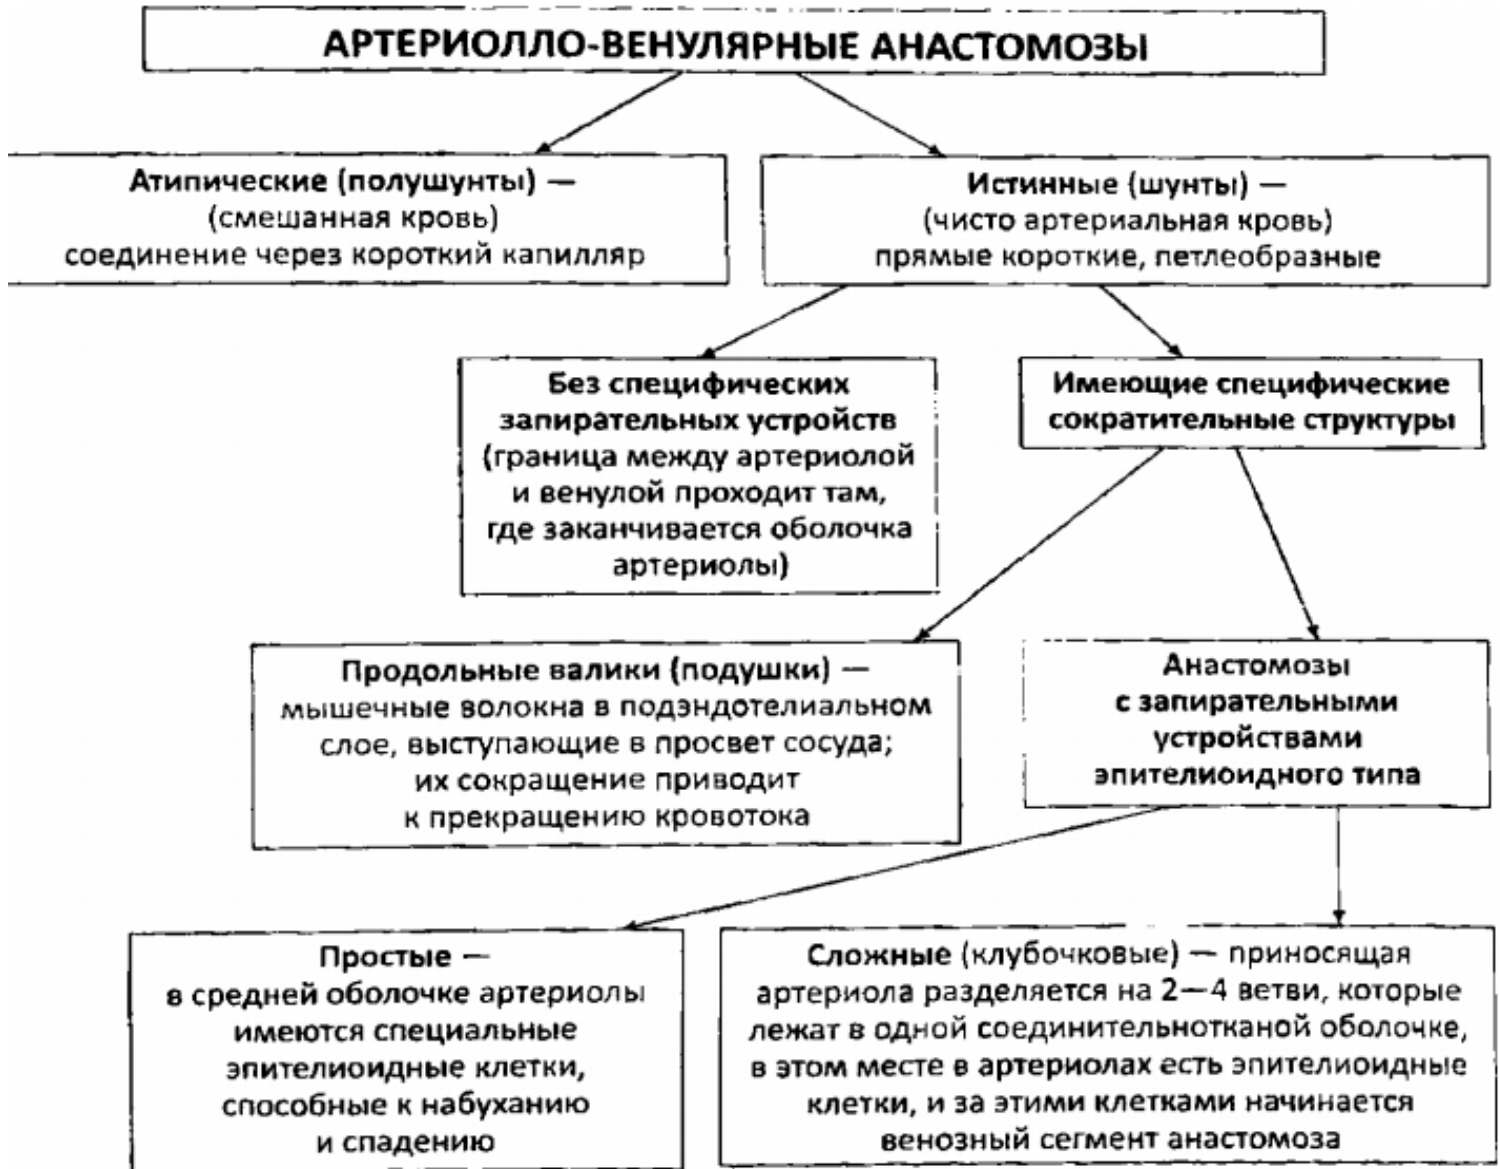 АРТЕРИОЛЛО-ВЕНУЛЯРНЫЕ АНАСТОМОЗЫ
Атипические (полушунты) —
(смешанная кровь)
соединение через короткий капилляр
Истинные (шунты) —
(чисто артериальная кровь)
прямые короткие, петлеобразные
Без специфических
запирательных устройств
(граница между артериолой
и венулой проходит там,
где заканчивается оболочка
артериолы)
Имеющие специфические
сократительные структуры
Продольные валики (подушки) —
мышечные волокна в подэндотелиальном
слое, выступающие в просвет сосуда;
их сокращение приводит
к прекращению кровотока
Анастомозы
с запирательными
устройствами
эпителиоидного типа
Простые —
в средней оболочке артериолы
имеются специальные
эпителиоидные клетки,
способные к набуханию
и спадению
Сложные (клубочковые) — приносящая
артериола разделяется на 2—4 ветви, которые
лежат в одной соединительнотканой оболочке,
в этом месте в артериолах есть эпителиоидные
клетки, и за этими клетками начинается
венозный сегмент анастомоза